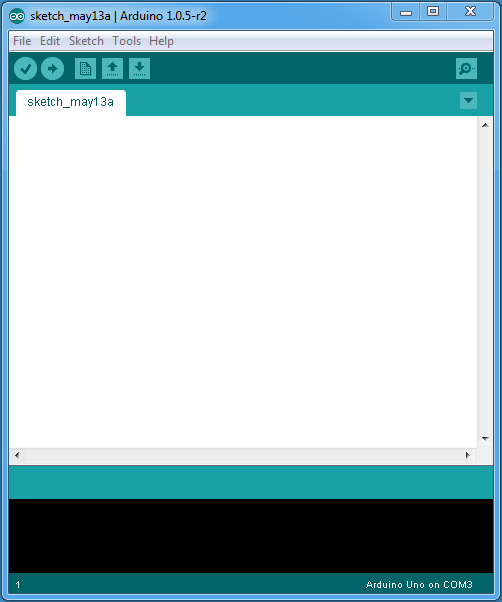 sketch_may13a | Arduino 1.0.5-r2
File Edit Sketch Tools Help
sketch_may13a
1 Arduino Uno on COM3